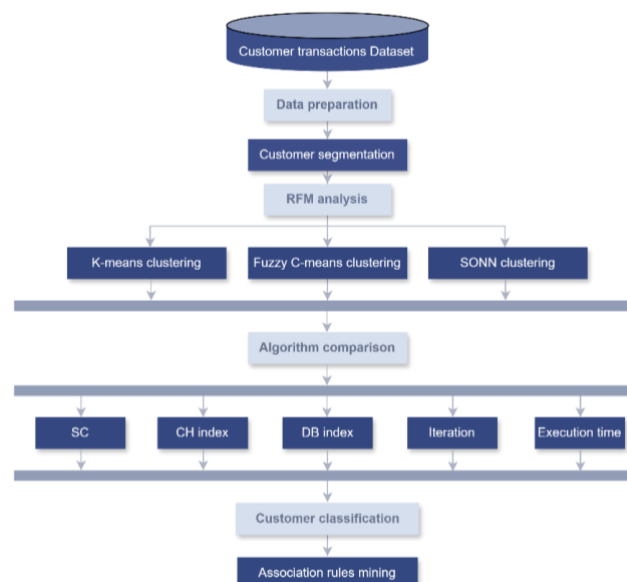 Customer transactions Dataset
Data preparation
Customer segmentation
RFM analysis
K-means clustering
Fuzzy C-means clustering
SONN clustering
Algorithm comparison
SC
CH index
DB index
Iteration
Execution time
Customer classification
Association rules mining